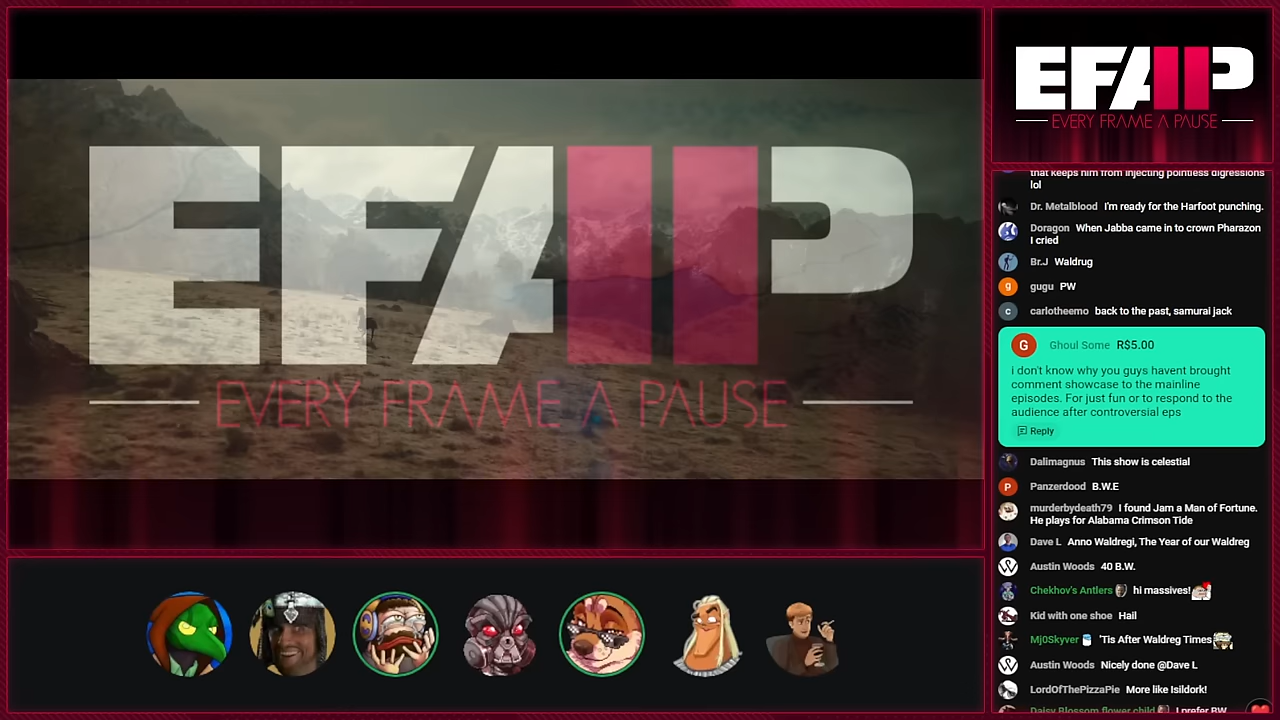 EFAP
EVERY FRAME A PAUSE
EFAP
EVERY FRAME A PAUSE
that keeps him from injecting pointless digressions
lol
Dr. Metalblood I'm ready for the Harfoot punching.
Doragon When Jabba came in to crown Pharazon
I cried
Br.J Waldrug
g gugu PW
c carlotheemo back to the past, samurai jack
G Ghoul Some R$5.00
i don't know why you guys havent brought
comment showcase to the mainline
episodes. For just fun or to respond to the
audience after controversial eps
Reply
Dalimagnus This show is celestial
P Panzerdood B.W.E
murderbydeath79 I found Jam a Man of Fortune.
He plays for Alabama Crimson Tide
Dave L Anno Waldregi, The Year of our Waldreg
Austin Woods 40 B.W.
Chekhov's Antlers hi massives!
Kid with one shoe Hail
Mj0Skyver 'Tis After Waldreg Times
Austin Woods Nicely done @Dave L
LordOfThePizzaPie More like Isildork!
Daisy Blossom flower child I prefer BW